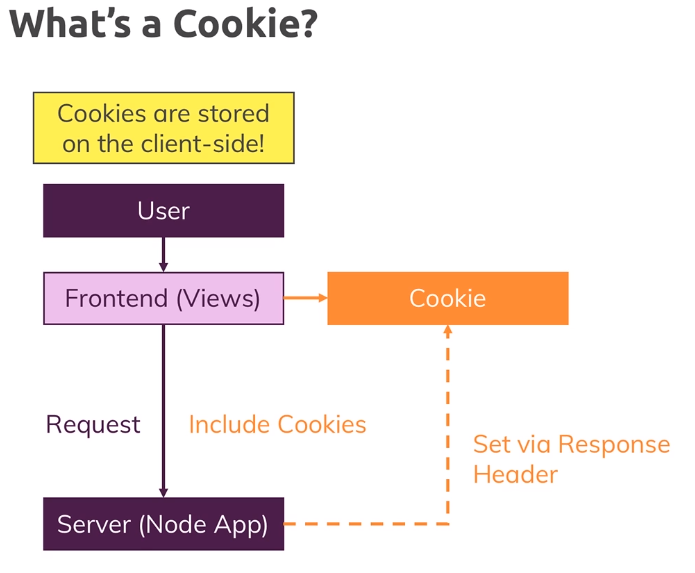 What's a Cookie?
Cookies are stored
on the client-side!
User
Frontend (Views)
Cookie
Request
Include Cookies
Set via Response
Header
Server (Node App)